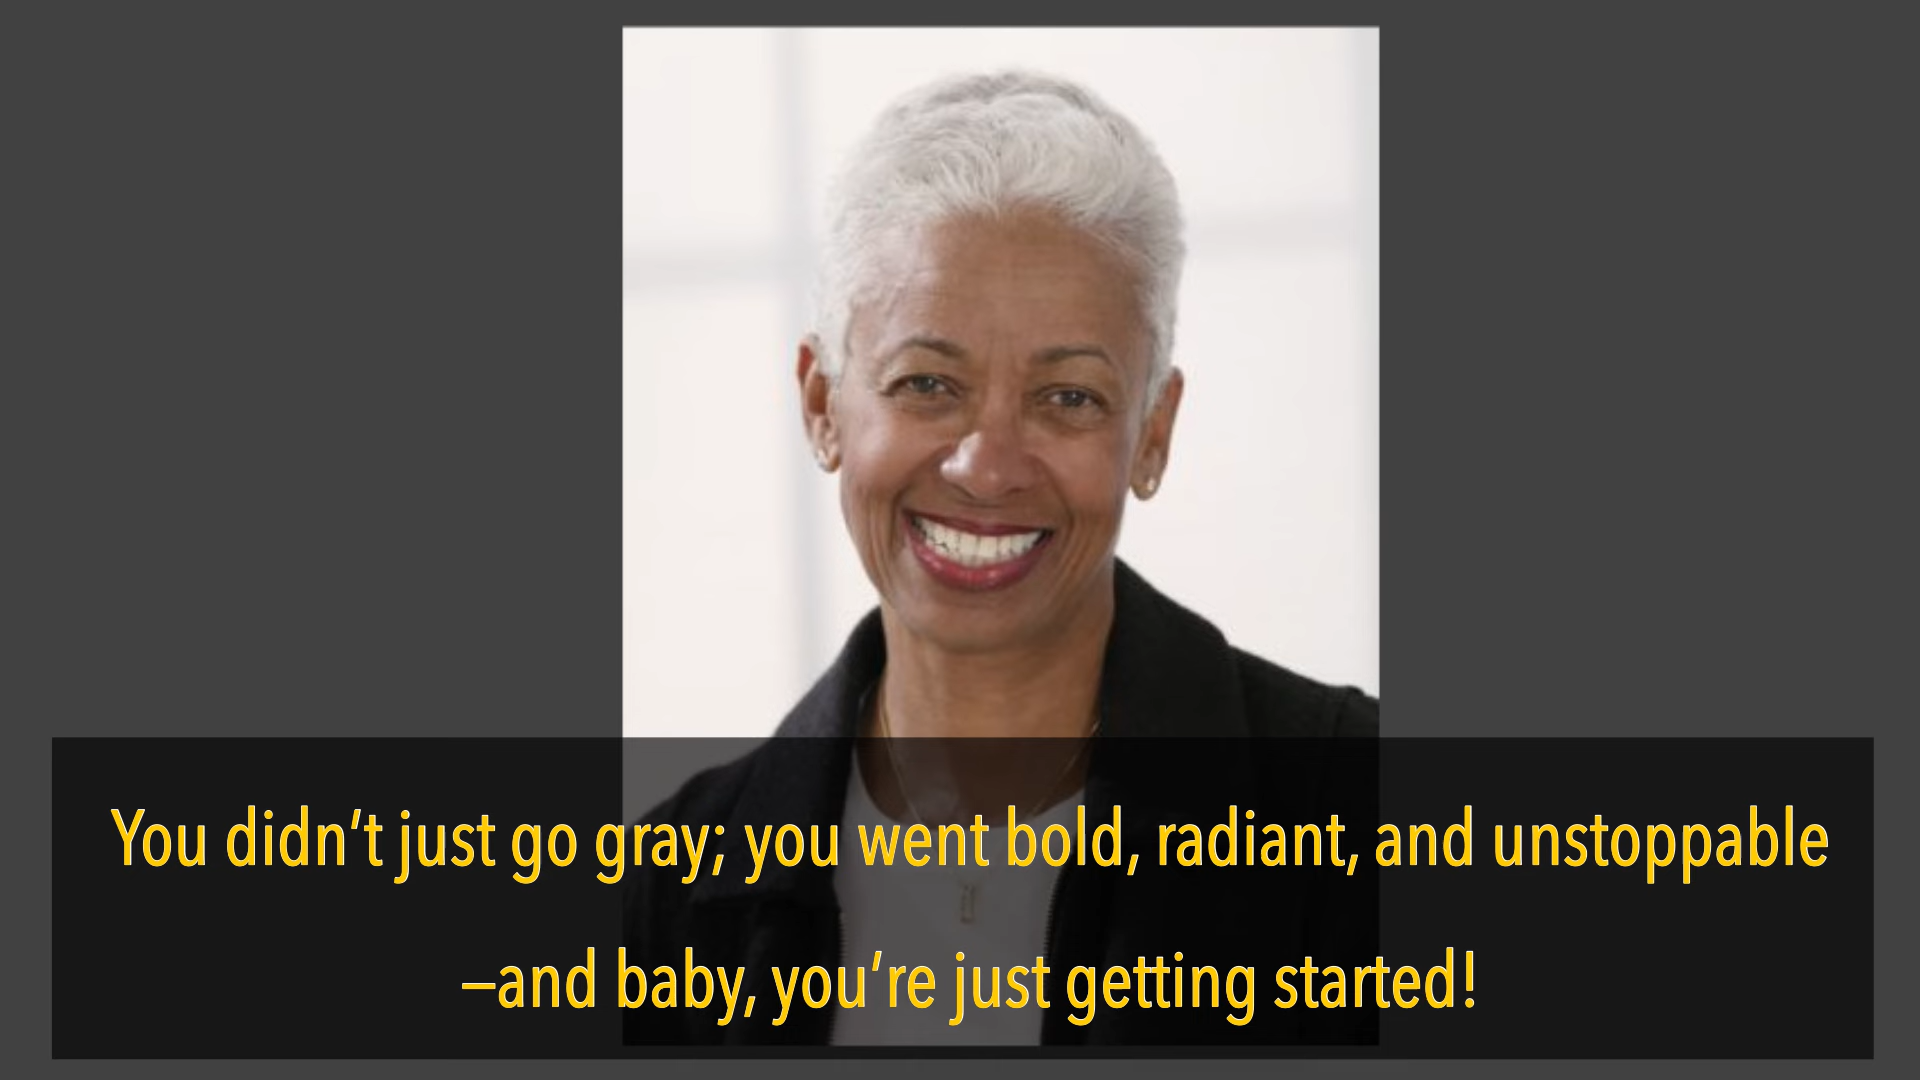 You didn’t just go gray; you went bold, radiant, and unstoppable
—and baby, you’re just getting started!